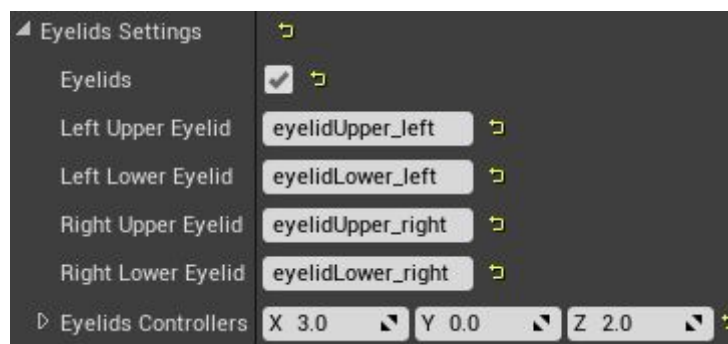 Eyelids Settings
Eyelids
Left Upper Eyelid eyelidUpper_left
Left Lower Eyelid eyelidLower_left
Right Upper Eyelid eyelidUpper_right
Right Lower Eyelid eyelidLower_right
Eyelids Controllers X 3.0 Y 0.0 Z 2.0